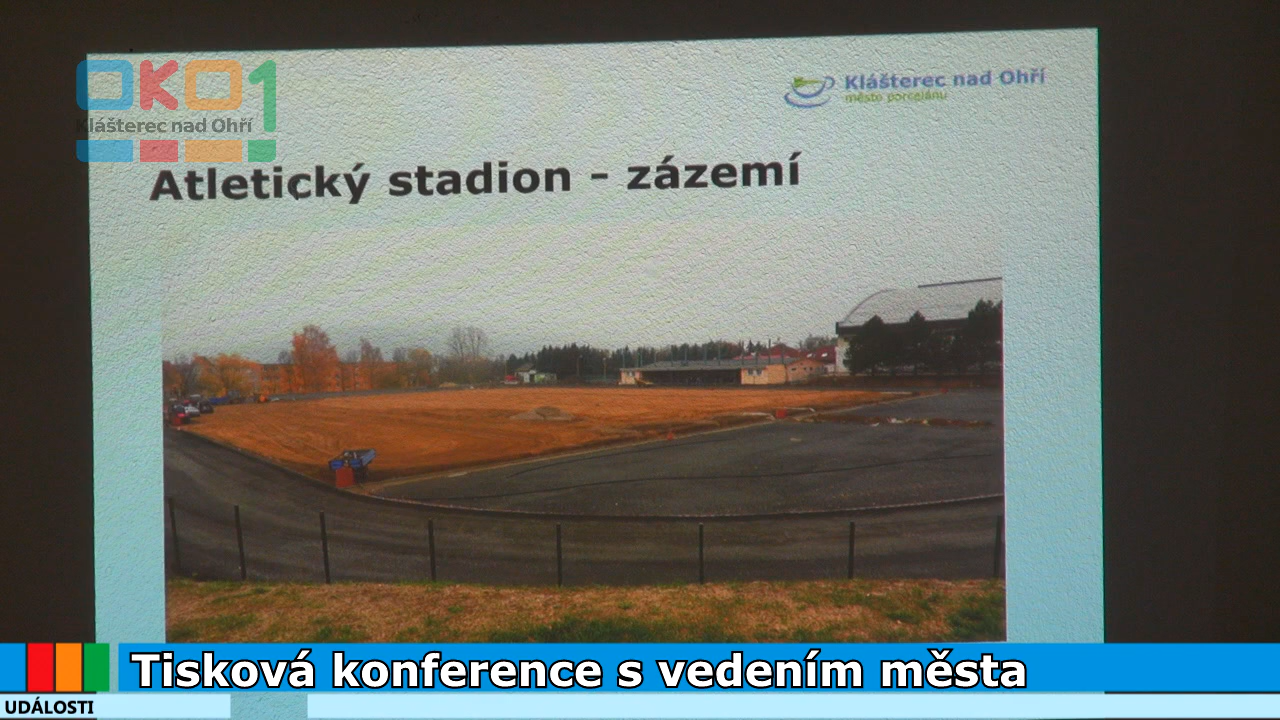 OKO1
Klášterec nad Ohří
Klášterec nad Ohří
město porcelánu
Atletický stadion - zázemí
Tisková konference s vedením města
UDÁLOSTI